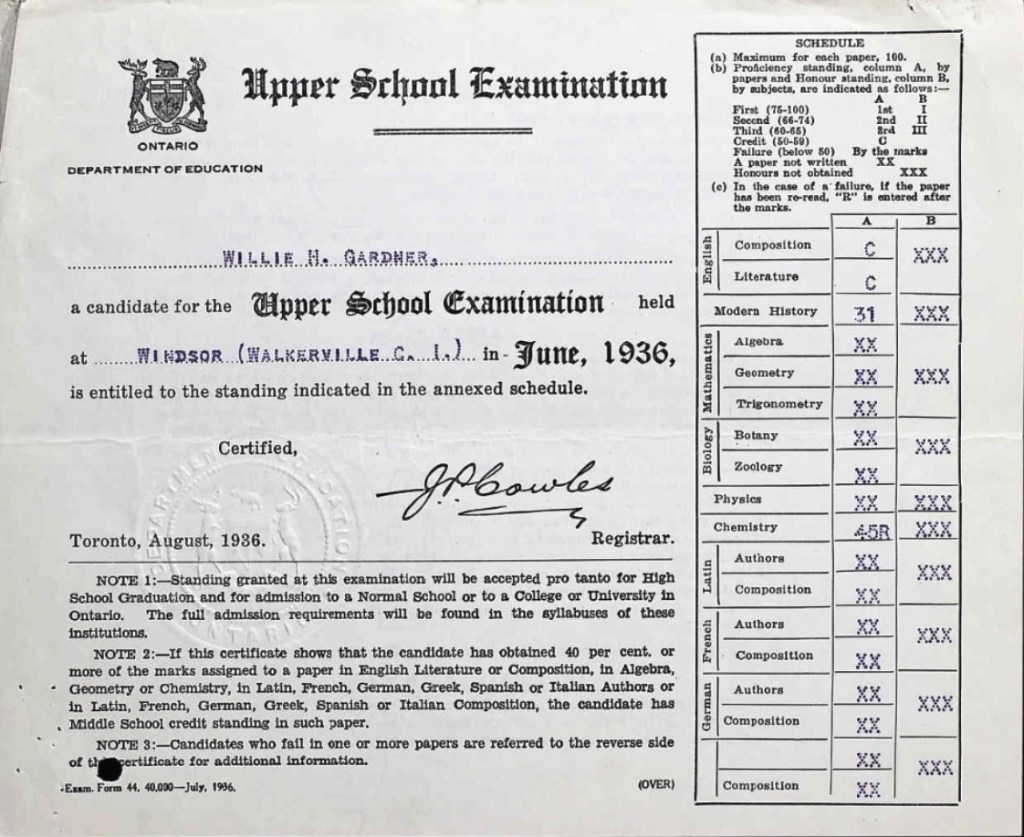 ONTARIO
DEPARTMENT OF EDUCATION
Upper School Examination
WILLIE H. GARDNER,
a candidate for the Upper School Examination held
at WINDSOR (WALKERVILLE C. I.) in - June, 1936,
is entitled to the standing indicated in the annexed schedule.
Certified,
J.P. Cowles
Toronto, August, 1936. Registrar.
NOTE 1:—Standing granted at this examination will be accepted pro tanto for High
School Graduation and for admission to a Normal School or to a College or University in
Ontario. The full admission requirements will be found in the syllabuses of these
institutions.
NOTE 2:—If this certificate shows that the candidate has obtained 40 per cent. or
more of the marks assigned to a paper in English Literature or Composition, in Algebra,
Geometry or Chemistry, in Latin, French, German, Greek, Spanish or Italian Authors or
in Latin, French, German, Greek, Spanish or Italian Composition, the candidate has
Middle School credit standing in such paper.
NOTE 3:—Candidates who fail in one or more papers are referred to the reverse side
of certificate for additional information.
Exam. Form 44. 40,000—July, 1936. (OVER)
SCHEDULE
(a) Maximum for each paper, 100.
(b) Proficiency standing, column A, by
papers and Honour standing, column B,
by subjects, are indicated as follows:—
A B
First (75-100) 1st I
Second (66-74) 2nd II
Third (60-65) 3rd III
Credit (50-59) C
Failure (below 50) By the marks
A paper not written XX
Honours not obtained XXX
(c) In the case of a failure, if the paper
has been re-read, "R" is entered after
the marks.
A B
English
Composition C XXX
Literature C
Modern History 31 XXX
Mathematics
Algebra XX
Geometry XX XXX
Trigonometry XX
Biology
Botany XX XXX
Zoology XX
Physics XX XXX
Chemistry 45R XXX
Latin
Authors XX XXX
Composition XX
French
Authors XX XXX
Composition XX
German
Authors XX XXX
Composition XX
XX XXX
Composition XX